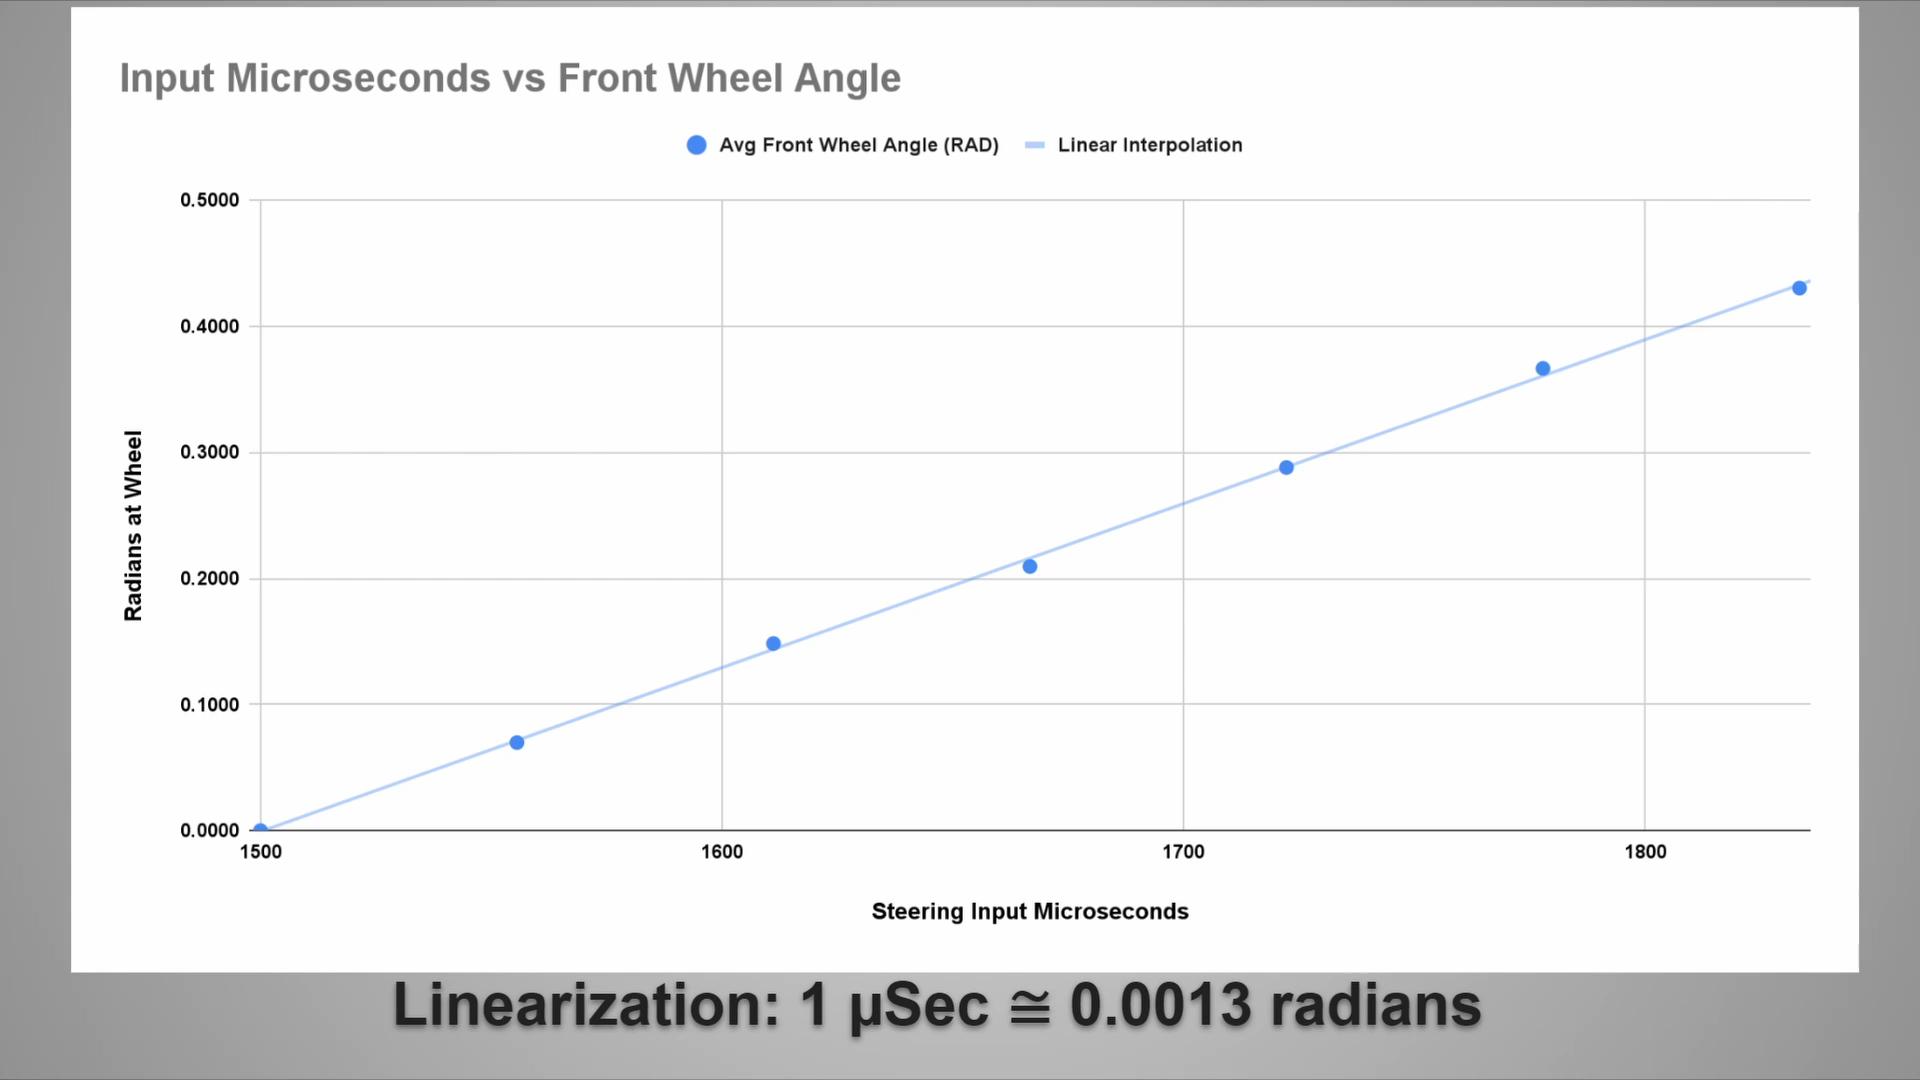 Input Microseconds vs Front Wheel Angle
Avg Front Wheel Angle (RAD) Linear Interpolation
0.5000
0.4000
0.3000
0.2000
0.1000
0.0000
Radians at Wheel
1500 1600 1700 1800
Steering Input Microseconds
Linearization: 1 µSec ≅ 0.0013 radians